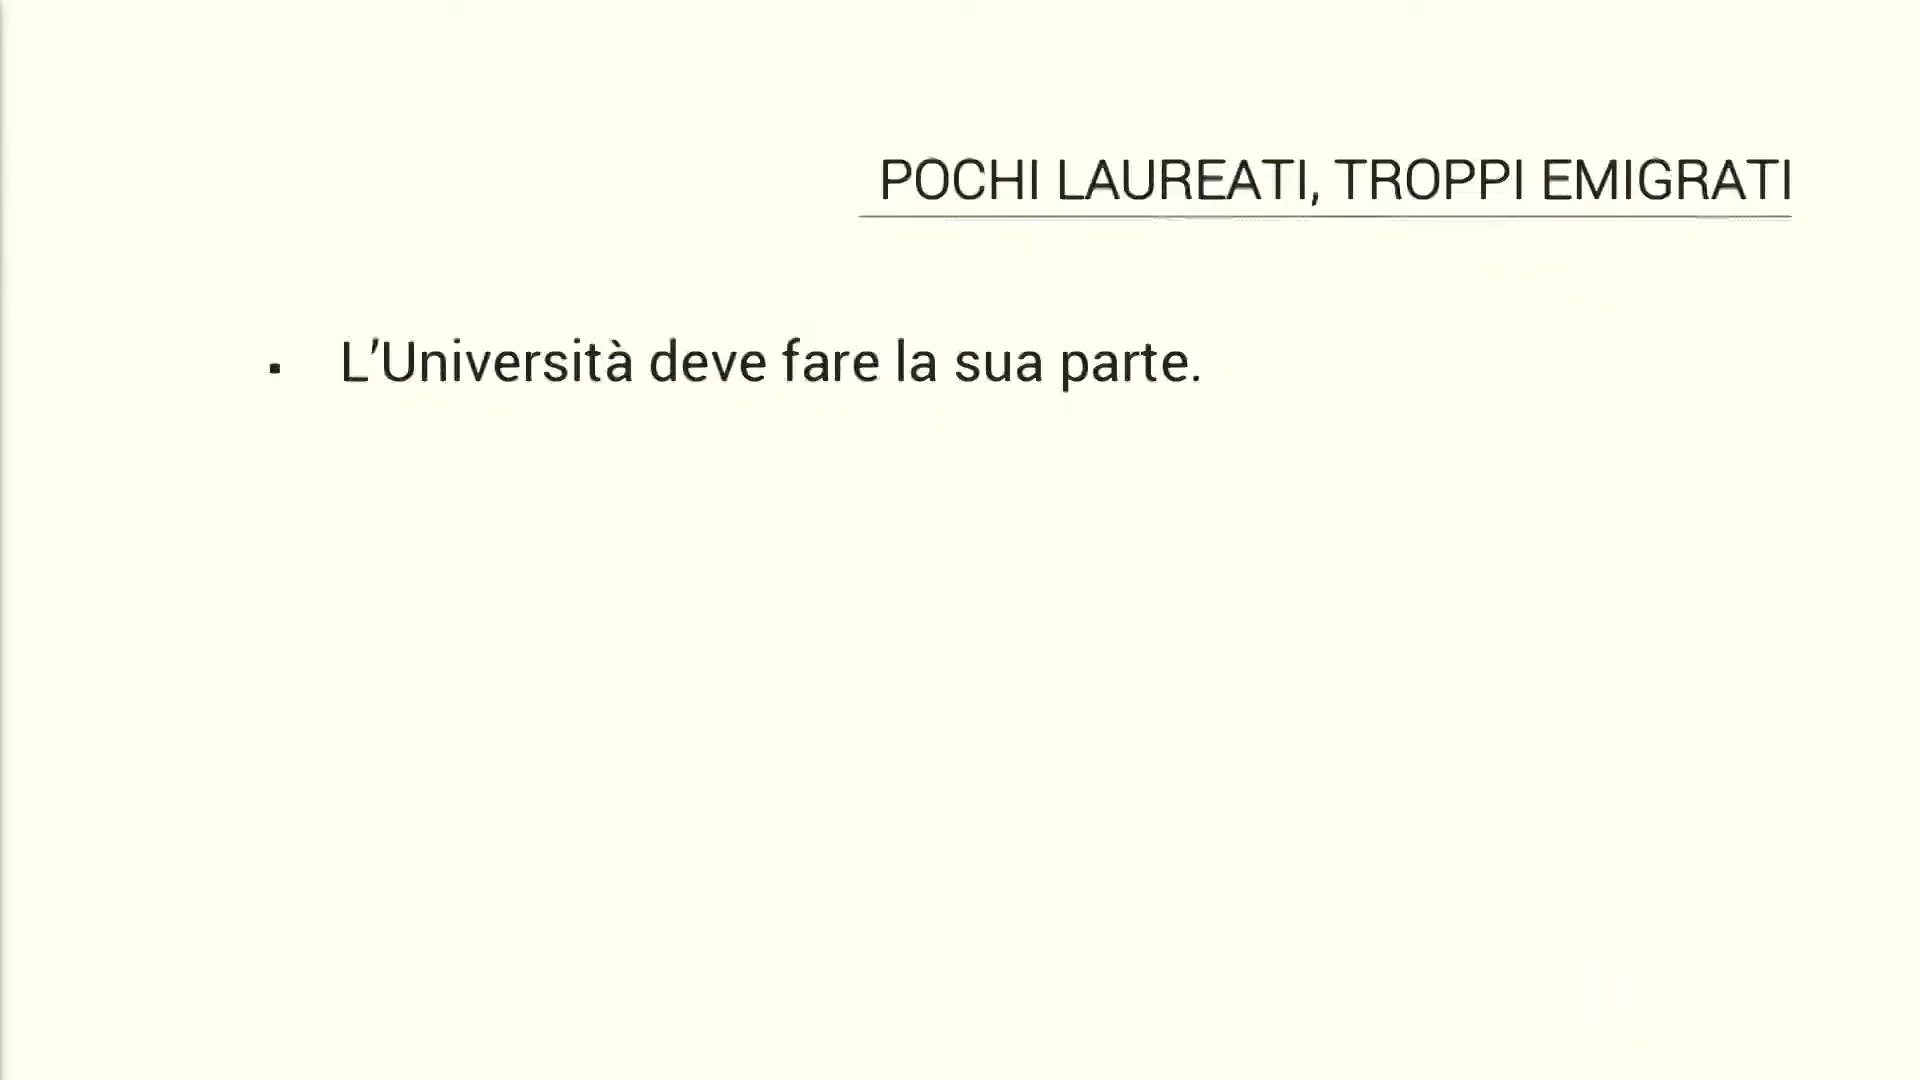 POCHI LAUREATI, TROPPI EMIGRATI
▪ L’Università deve fare la sua parte.